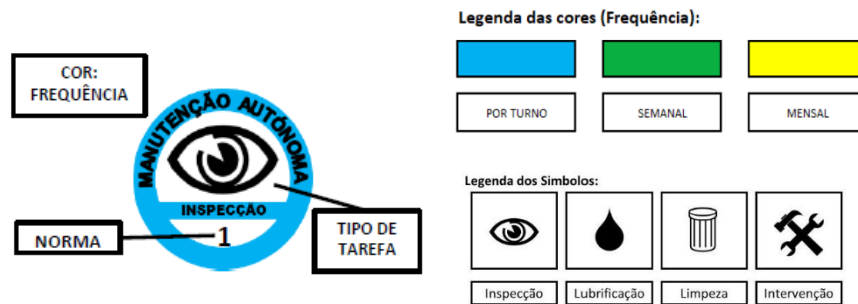 COR:
FREQUÊNCIA
MANUTENÇÃO AUTÓNOMA
INSPECÇÃO
1
NORMA
TIPO DE
TAREFA
Legenda das cores (Frequência):
POR TURNO
SEMANAL
MENSAL
Legenda dos Simbolos:
Inspecção
Lubrificação
Limpeza
Intervenção